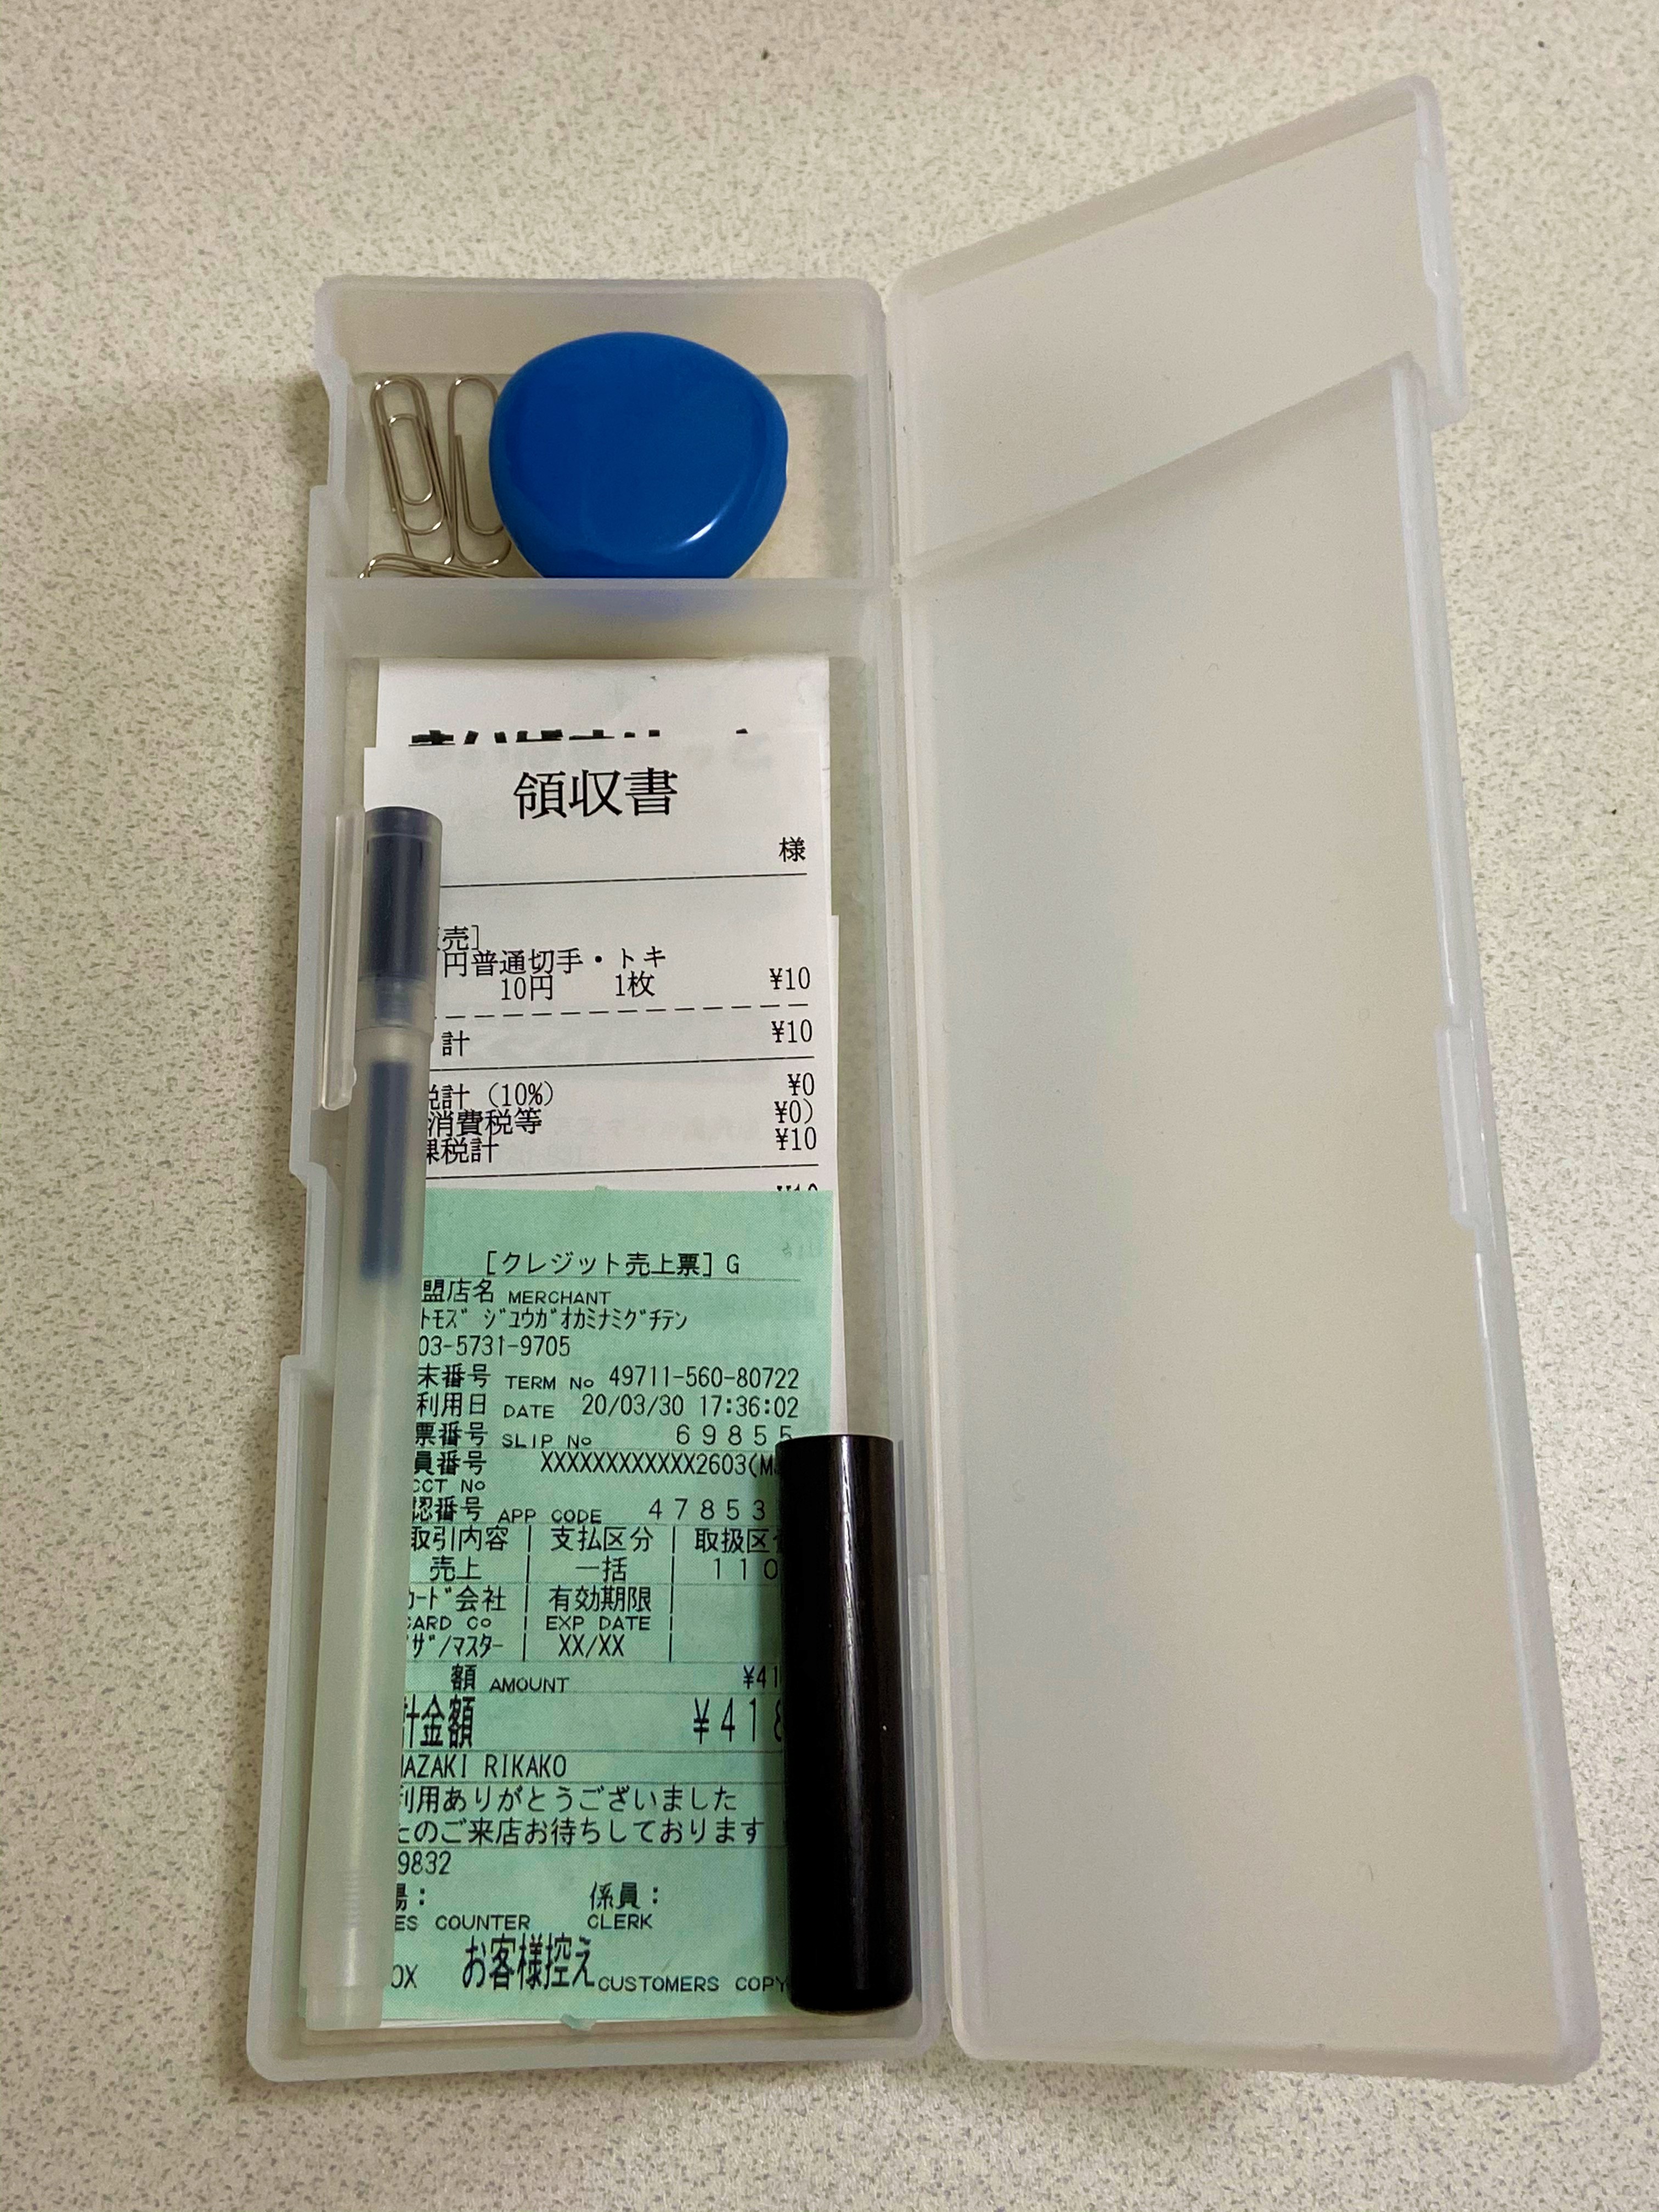 領収書
様
売]
円普通切手・トキ
10円 1枚 ¥10
計 ¥10
税計 (10%) ¥0
消費税等 ¥0)
課税計 ¥10
[クレジット売上票] G
盟店名 MERCHANT
トモズ ジユウガオカミナミグチテン
03-5731-9705
末番号 TERM No 49711-560-80722
利用日 DATE 20/03/30 17:36:02
票番号 SLIP No 69855
員番号 XXXXXXXXXXXX2603(M
CCT No
認番号 APP CODE 47853
取引内容 | 支払区分 | 取扱区
売上 | 一括 | 110
カード会社 | 有効期限 |
CARD Co | EXP DATE |
ザ/マスター | XX/XX |
額 AMOUNT ¥41
計金額 ¥418
AZAKI RIKAKO
利用ありがとうございました
のご来店お待ちしております
9832
場: 係員:
ES COUNTER CLERK
OX お客様控え CUSTOMERS COPY